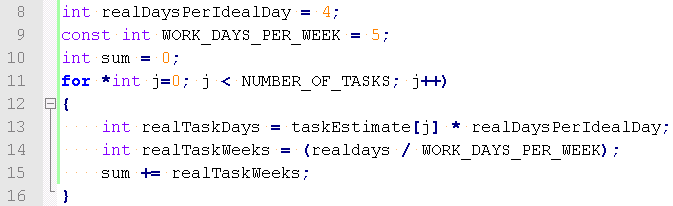 8 int realDaysPerIdealDay = 4;
9 const int WORK_DAYS_PER_WEEK = 5;
10 int sum = 0;
11 for *int j=0; j < NUMBER_OF_TASKS; j++)
12 {
13 int realTaskDays = taskEstimate[j] * realDaysPerIdealDay;
14 int realTaskWeeks = (realdays / WORK_DAYS_PER_WEEK);
15 sum += realTaskWeeks;
16 }